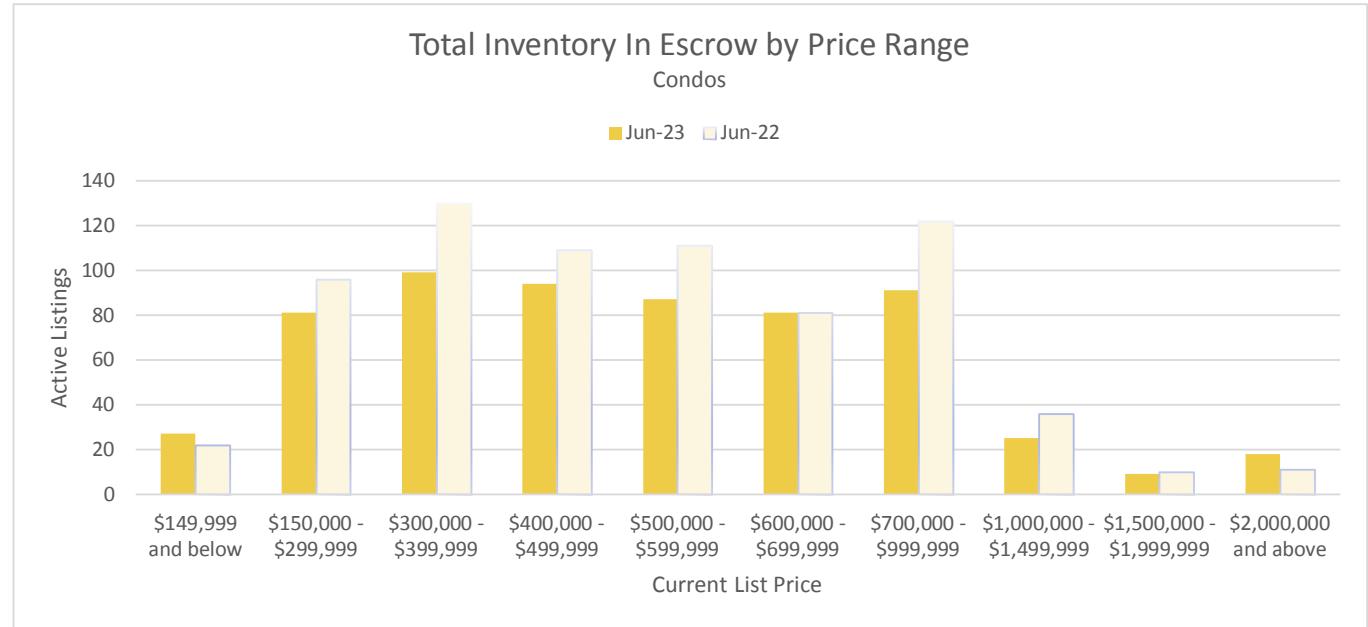 Total Inventory In Escrow by Price Range
Condos
Jun-23 Jun-22
Active Listings
140
120
100
80
60
40
20
0
$149,999 $150,000 - $300,000 - $400,000 - $500,000 - $600,000 - $700,000 - $1,000,000 - $1,500,000 - $2,000,000
and below $299,999 $399,999 $499,999 $599,999 $699,999 $999,999 $1,499,999 $1,999,999 and above
Current List Price